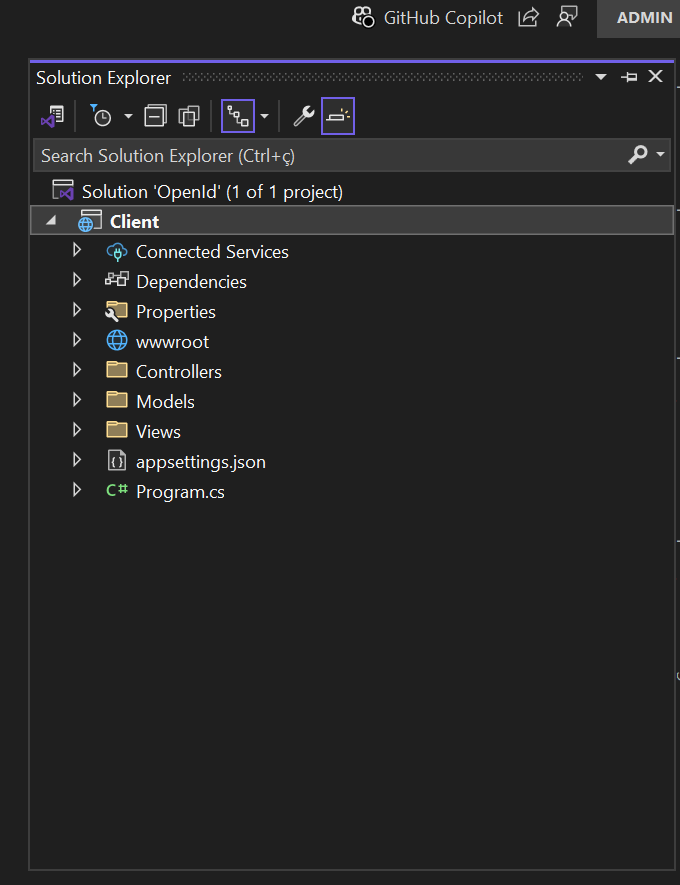 GitHub Copilot
ADMIN
Solution Explorer
Search Solution Explorer (Ctrl+ç)
Solution 'OpenId' (1 of 1 project)
Client
Connected Services
Dependencies
Properties
wwwroot
Controllers
Models
Views
appsettings.json
C# Program.cs